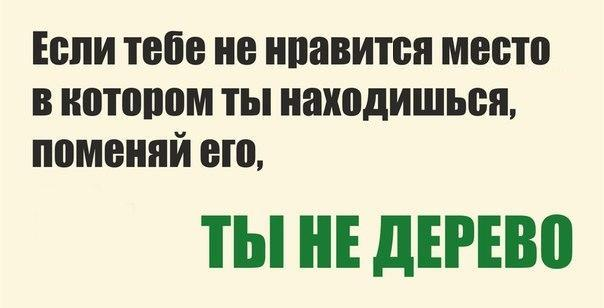 Если тебе не нравится место
в котором ты находишься,
поменяй его,
ТЫ НЕ ДЕРЕВО